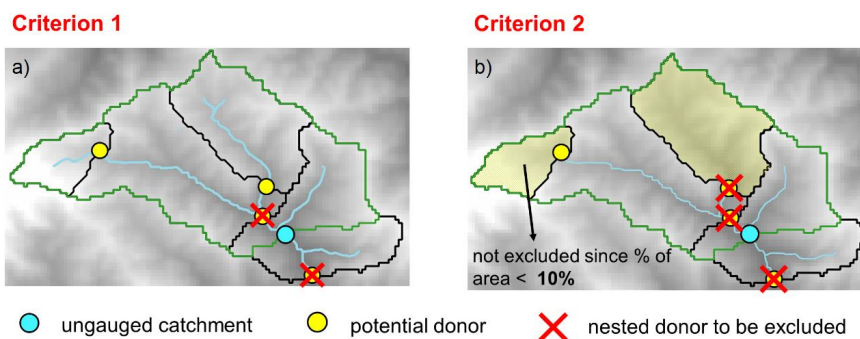 Criterion 1
Criterion 2
a)
b)
not excluded since % of
area < 10%
ungauged catchment
potential donor
nested donor to be excluded